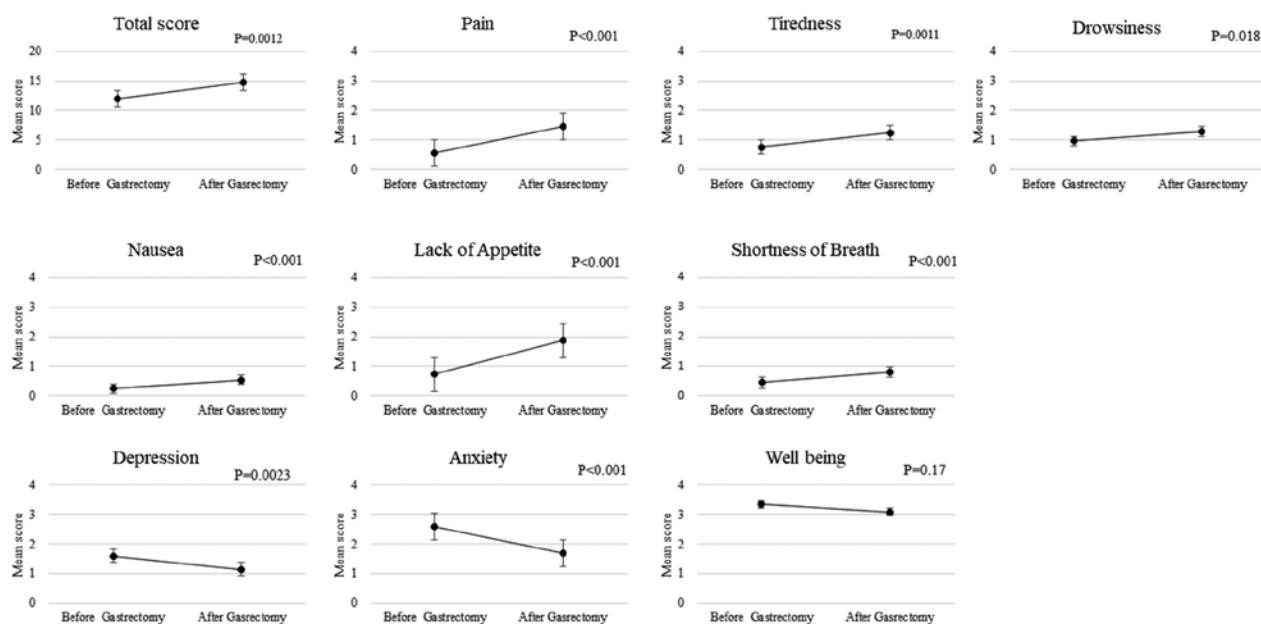 Total score
P=0.0012
Mean score
20
15
10
5
0
Before Gastrectomy
After Gasrectomy
Pain
P<0.001
Mean score
4
3
2
1
0
Before Gastrectomy
After Gasrectomy
Tiredness
P=0.0011
Mean score
4
3
2
1
0
Before Gastrectomy
After Gasrectomy
Drowsiness
P=0.018
Mean score
4
3
2
1
0
Before Gastrectomy
After Gasrectomy
Nausea
P<0.001
Mean score
4
3
2
1
0
Before Gastrectomy
After Gasrectomy
Lack of Appetite
P<0.001
Mean score
4
3
2
1
0
Before Gastrectomy
After Gasrectomy
Shortness of Breath
P<0.001
Mean score
4
3
2
1
0
Before Gastrectomy
After Gasrectomy
Depression
P=0.0023
Mean score
4
3
2
1
0
Before Gastrectomy
After Gasrectomy
Anxiety
P<0.001
Mean score
4
3
2
1
0
Before Gastrectomy
After Gasrectomy
Well being
P=0.17
Mean score
4
3
2
1
0
Before Gastrectomy
After Gasrectomy